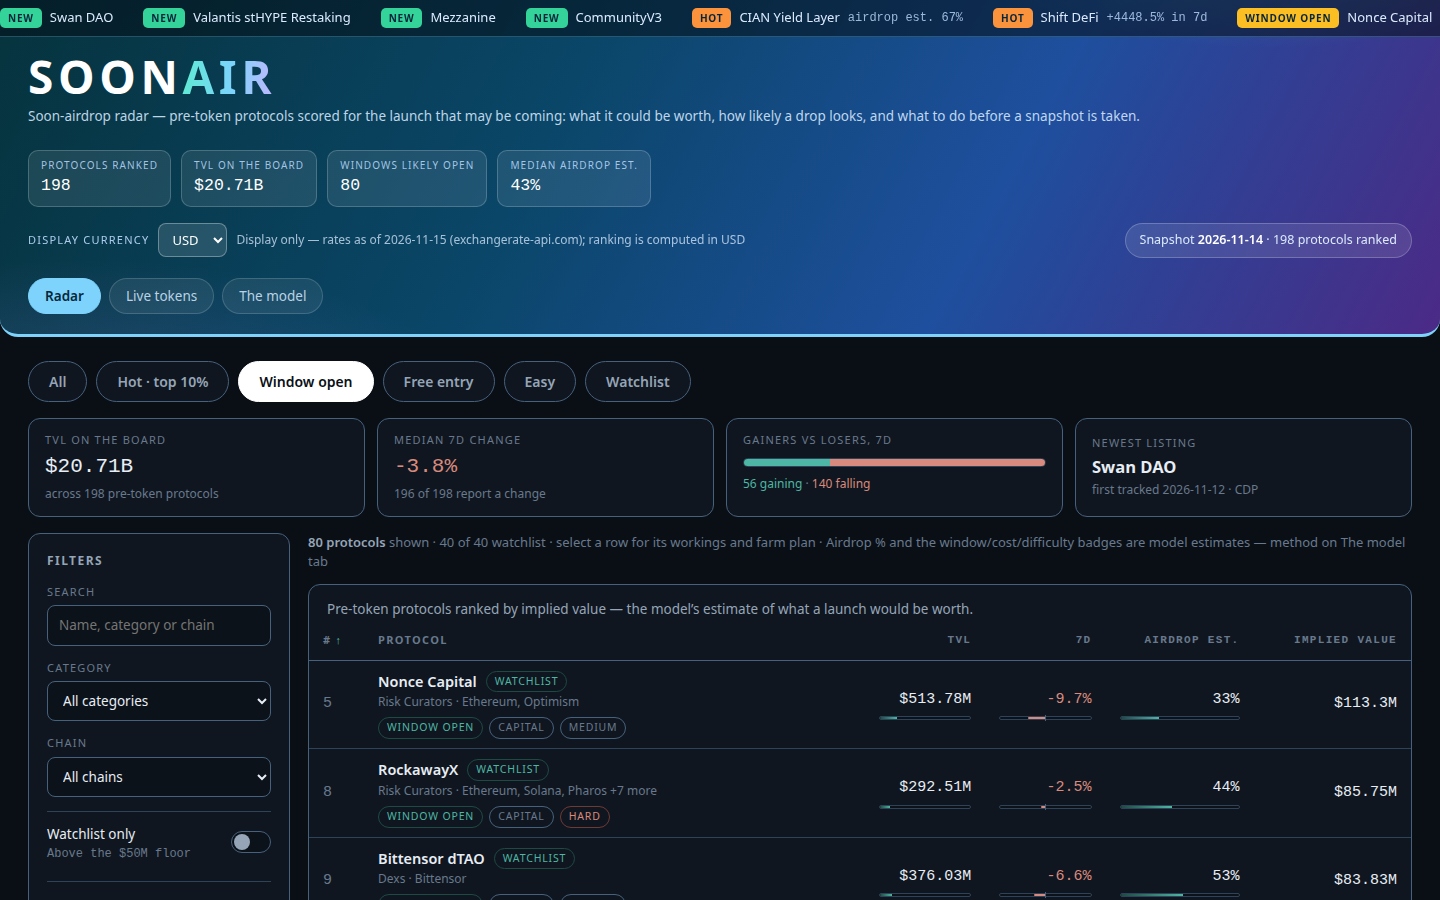 NEW Swan DAO NEW Valantis stHYPE Restaking NEW Mezzanine NEW CommunityV3 HOT CIAN Yield Layer airdrop est. 67% HOT Shift DeFi +4448.5% in 7d WINDOW OPEN Nonce Capital
SOONAIR
Soon-airdrop radar — pre-token protocols scored for the launch that may be coming: what it could be worth, how likely a drop looks, and what to do before a snapshot is taken.
PROTOCOLS RANKED TVL ON THE BOARD WINDOWS LIKELY OPEN MEDIAN AIRDROP EST.
198 $20.71B 80 43%
DISPLAY CURRENCY USD Display only — rates as of 2026-11-15 (exchangerate-api.com); ranking is computed in USD Snapshot 2026-11-14 · 198 protocols ranked
Radar Live tokens The model
All Hot · top 10% Window open Free entry Easy Watchlist
TVL ON THE BOARD
$20.71B
across 198 pre-token protocols
MEDIAN 7D CHANGE
-3.8%
196 of 198 report a change
GAINERS VS LOSERS, 7D
56 gaining · 140 falling
NEWEST LISTING
Swan DAO
first tracked 2026-11-12 · CDP
FILTERS
SEARCH
Name, category or chain
CATEGORY
All categories
CHAIN
All chains
Watchlist only
Above the $50M floor
80 protocols shown · 40 of 40 watchlist · select a row for its workings and farm plan · Airdrop % and the window/cost/difficulty badges are model estimates — method on The model
tab
Pre-token protocols ranked by implied value — the model's estimate of what a launch would be worth.
# ↑ PROTOCOL TVL 7D AIRDROP EST. IMPLIED VALUE
5 Nonce Capital WATCHLIST $513.78M -9.7% 33% $113.3M
Risk Curators · Ethereum, Optimism
WINDOW OPEN CAPITAL MEDIUM
8 RockawayX WATCHLIST $292.51M -2.5% 44% $85.75M
Risk Curators · Ethereum, Solana, Pharos +7 more
WINDOW OPEN CAPITAL HARD
9 Bittensor dTAO WATCHLIST $376.03M -6.6% 53% $83.83M
Dexs · Bittensor